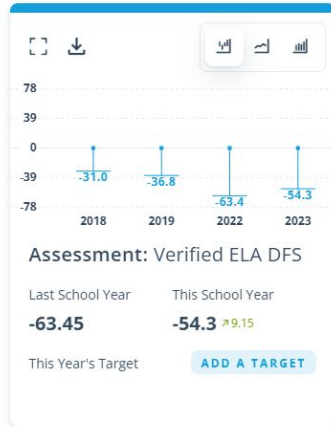 78
39
0
-39
-78
-31.0
-36.8
-63.4
-54.3
2018 2019 2022 2023
Assessment: Verified ELA DFS
Last School Year This School Year
-63.45 -54.3 ↗9.15
This Year's Target ADD A TARGET